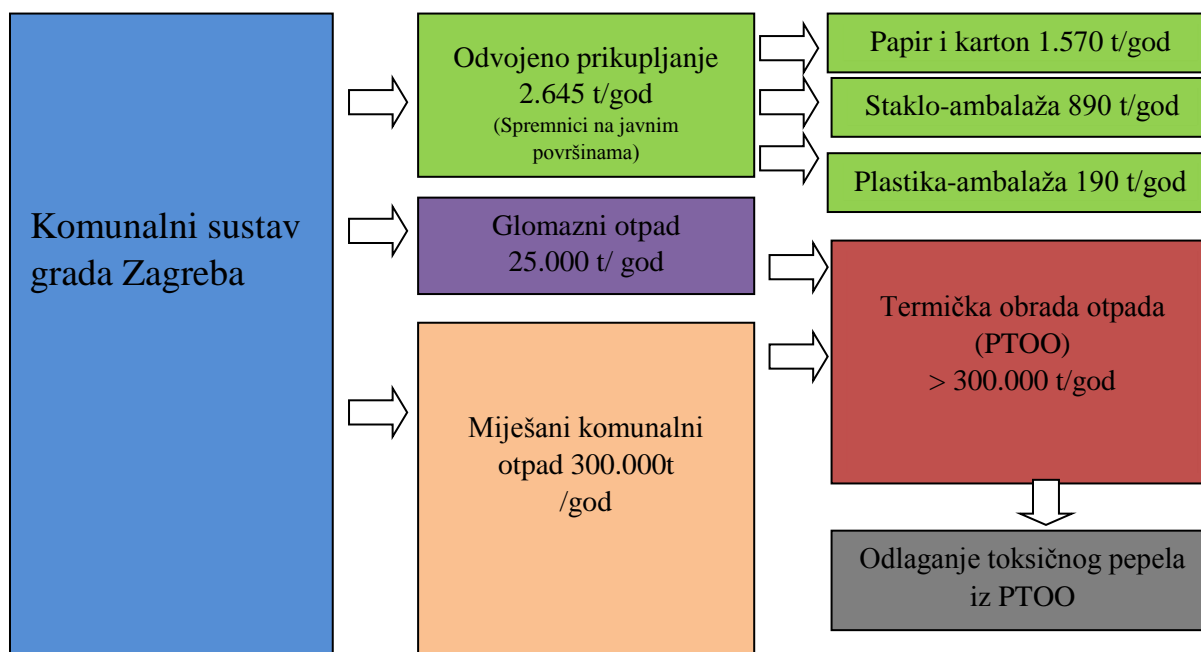 Komunalni sustav
grada Zagreba
Odvojeno prikupljanje
2.645 t/god
(Spremnici na javnim
površinama)
Papir i karton 1.570 t/god
Staklo-ambalaža 890 t/god
Plastika-ambalaža 190 t/god
Glomazni otpad
25.000 t/ god
Miješani komunalni
otpad 300.000t
/god
Termička obrada otpada
(PTOO)
> 300.000 t/god
Odlaganje toksičnog pepela
iz PTOO